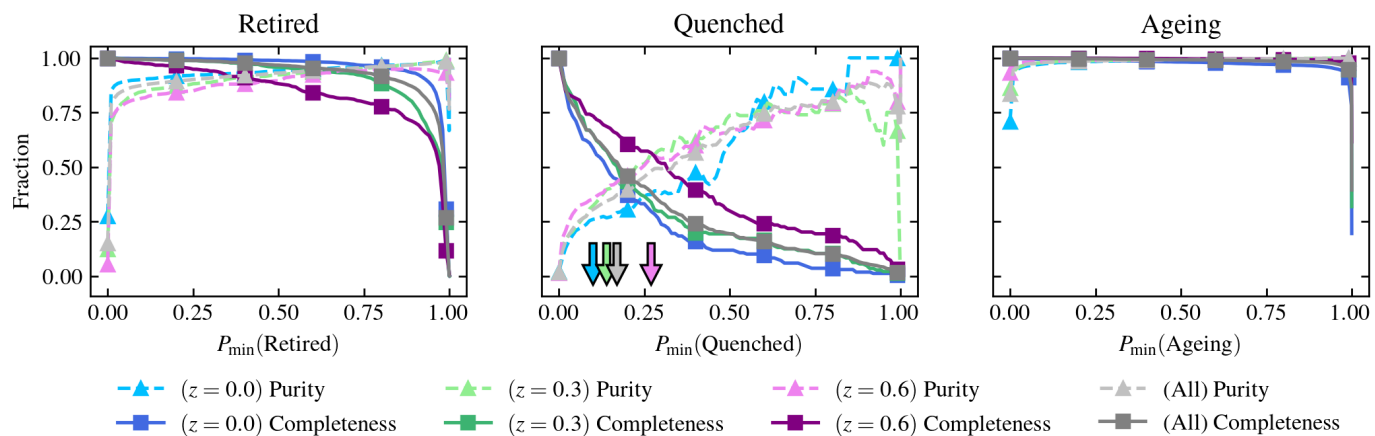 Retired Quenched Ageing
1.00 0.75 0.50 0.25 0.00
Fraction
0.00 0.25 0.50 0.75 1.00 0.00 0.25 0.50 0.75 1.00 0.00 0.25 0.50 0.75 1.00
P_min(Retired) P_min(Quenched) P_min(Ageing)
(z = 0.0) Purity (z = 0.3) Purity (z = 0.6) Purity (All) Purity
(z = 0.0) Completeness (z = 0.3) Completeness (z = 0.6) Completeness (All) Completeness